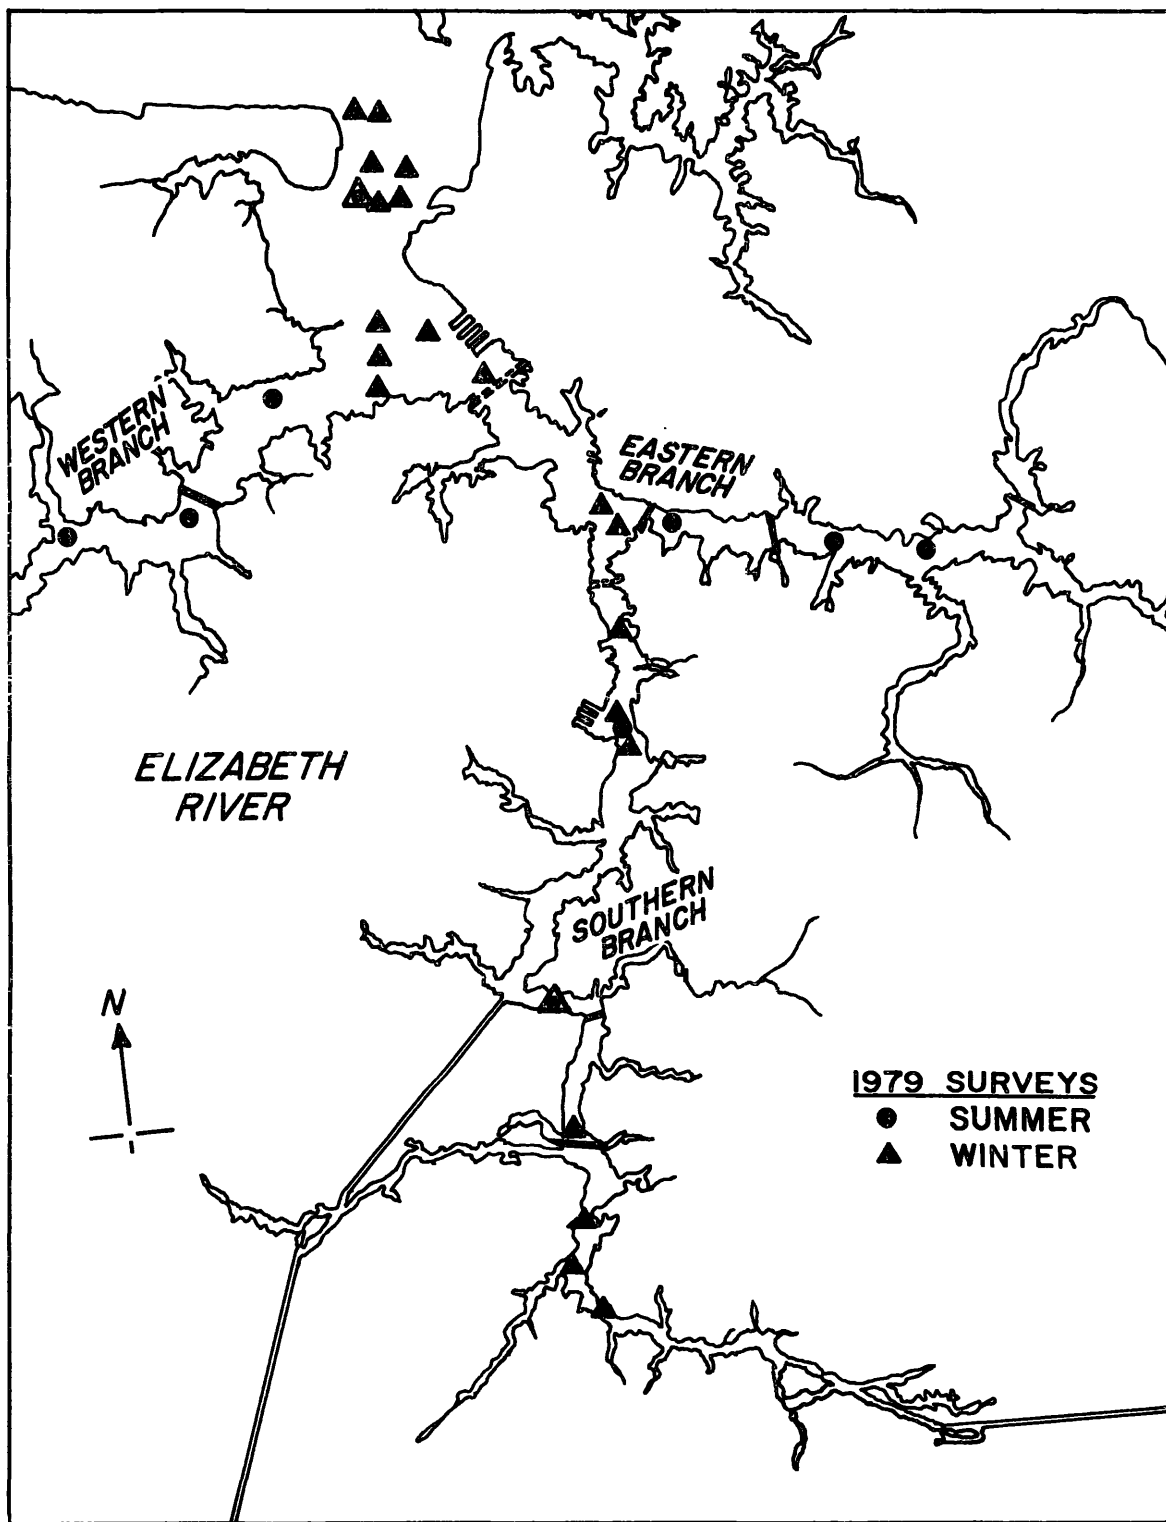 WESTERN
BRANCH
EASTERN
BRANCH
ELIZABETH
RIVER
SOUTHERN
BRANCH
N
1979 SURVEYS
SUMMER
WINTER